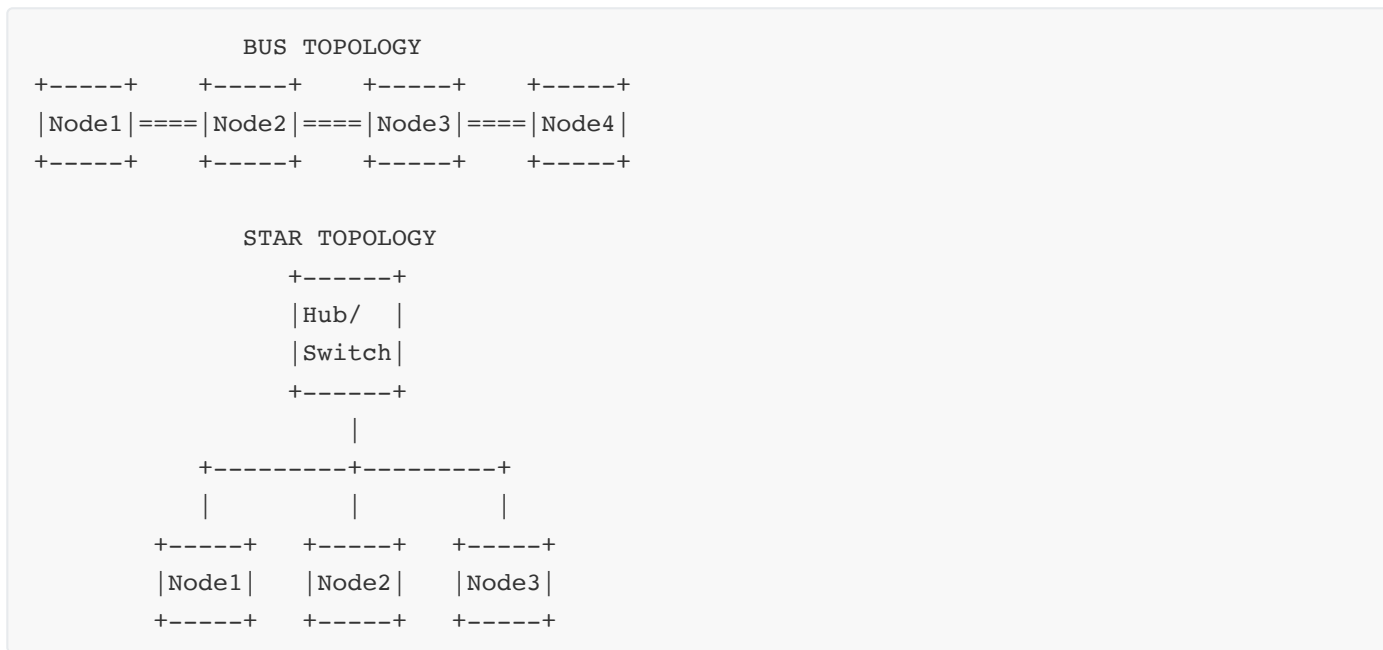 BUS TOPOLOGY
+-----+    +-----+    +-----+    +-----+
|Node1|====|Node2|====|Node3|====|Node4|
+-----+    +-----+    +-----+    +-----+

              STAR TOPOLOGY
                 +------+
                 |Hub/  |
                 |Switch|
                 +------+
                     |
           +---------+---------+
           |         |         |
        +-----+   +-----+   +-----+
        |Node1|   |Node2|   |Node3|
        +-----+   +-----+   +-----+